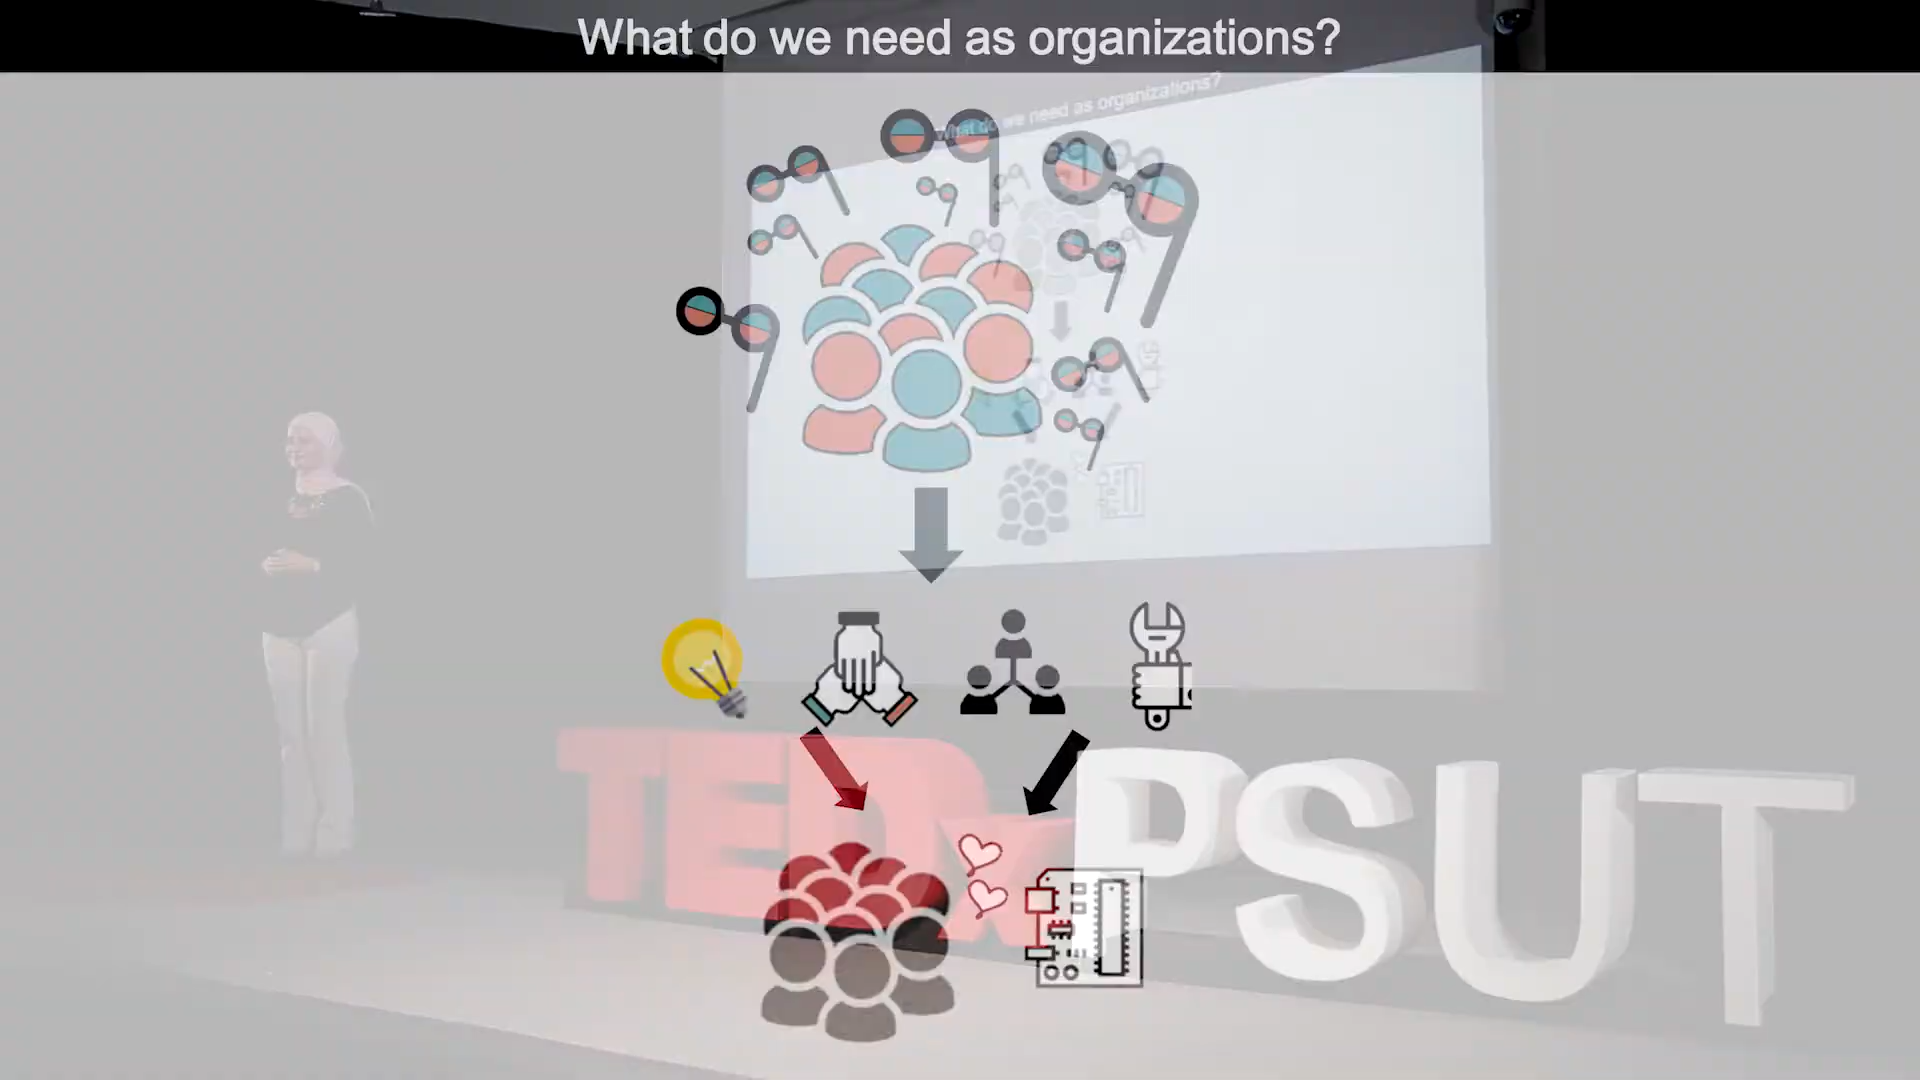 What do we need as organizations?
What do we need as organizations?
TEDxPSUT